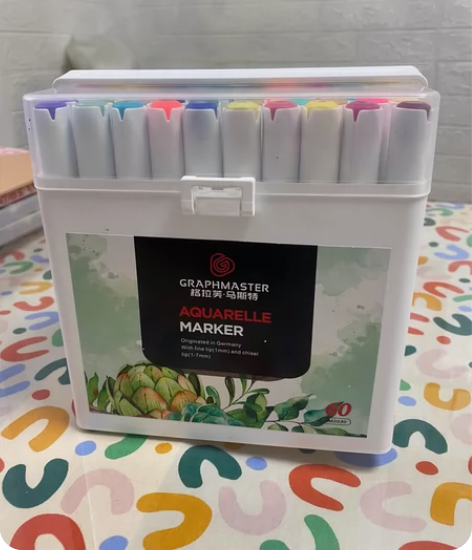 GRAPHMASTER
格拉芙·马斯特
AQUARELLE
MARKER
Originated in Germany
With fine tip(1mm) and chisel
tip(1-7mm)
60